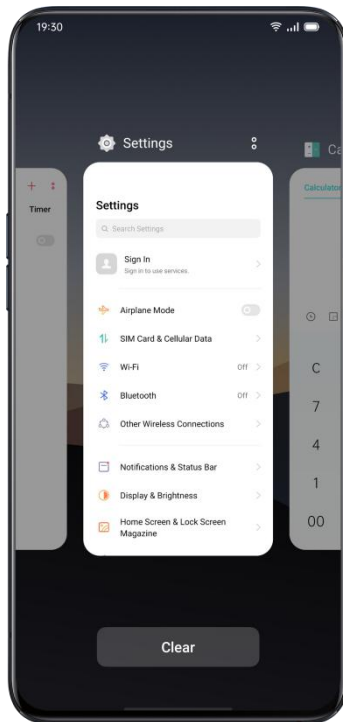 19:30
Settings
Ca
Timer
Settings
Search Settings
Sign In
Sign in to use services.
Airplane Mode
SIM Card & Cellular Data
Wi-Fi
Off
Bluetooth
Off
Other Wireless Connections
Notifications & Status Bar
Display & Brightness
Home Screen & Lock Screen
Magazine
Calculator
C
7
4
1
00
Clear